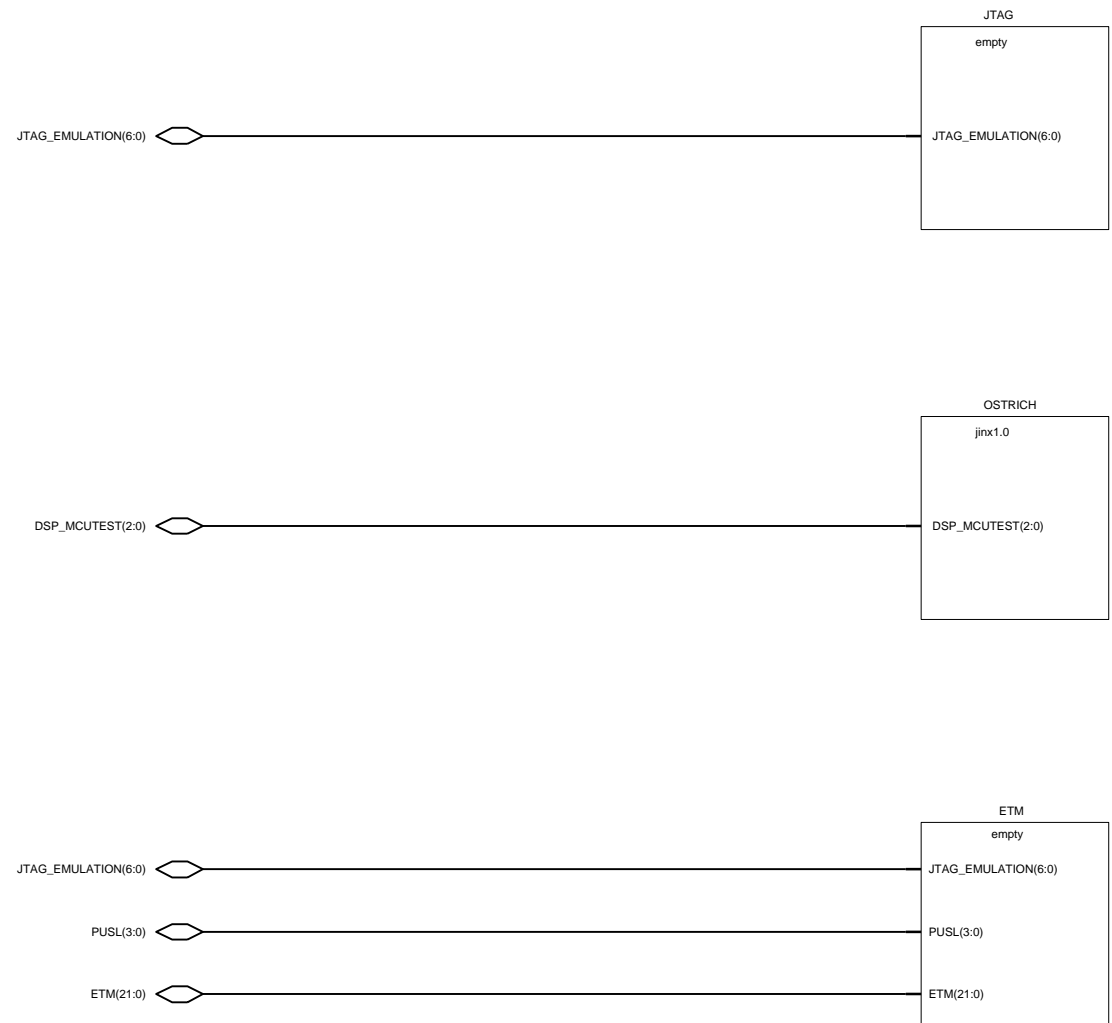 JTAG
empty
JTAG_EMULATION(6:0) JTAG_EMULATION(6:0)
OSTRICH
jinx1.0
DSP_MCUTEST(2:0) DSP_MCUTEST(2:0)
ETM
empty
JTAG_EMULATION(6:0) JTAG_EMULATION(6:0)
PUSL(3:0) PUSL(3:0)
ETM(21:0) ETM(21:0)